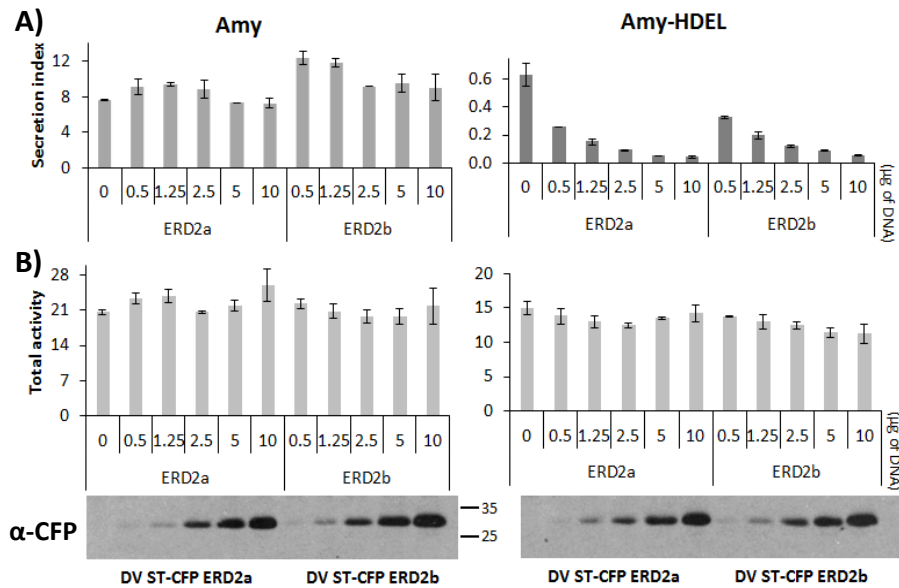 A)
Amy
Amy-HDEL
Secretion index
12
8
4
0
0 0.5 1.25 2.5 5 10 0.5 1.25 2.5 5 10
ERD2a ERD2b
0.6
0.4
0.2
0.0
0 0.5 1.25 2.5 5 10 0.5 1.25 2.5 5 10
ERD2a ERD2b
(μg of DNA)
B)
Total activity
28
21
14
7
0
0 0.5 1.25 2.5 5 10 0.5 1.25 2.5 5 10
ERD2a ERD2b
20
15
10
5
0
0 0.5 1.25 2.5 5 10 0.5 1.25 2.5 5 10
ERD2a ERD2b
(μg of DNA)
α-CFP
35
25
DV ST-CFP ERD2a DV ST-CFP ERD2b
DV ST-CFP ERD2a DV ST-CFP ERD2b